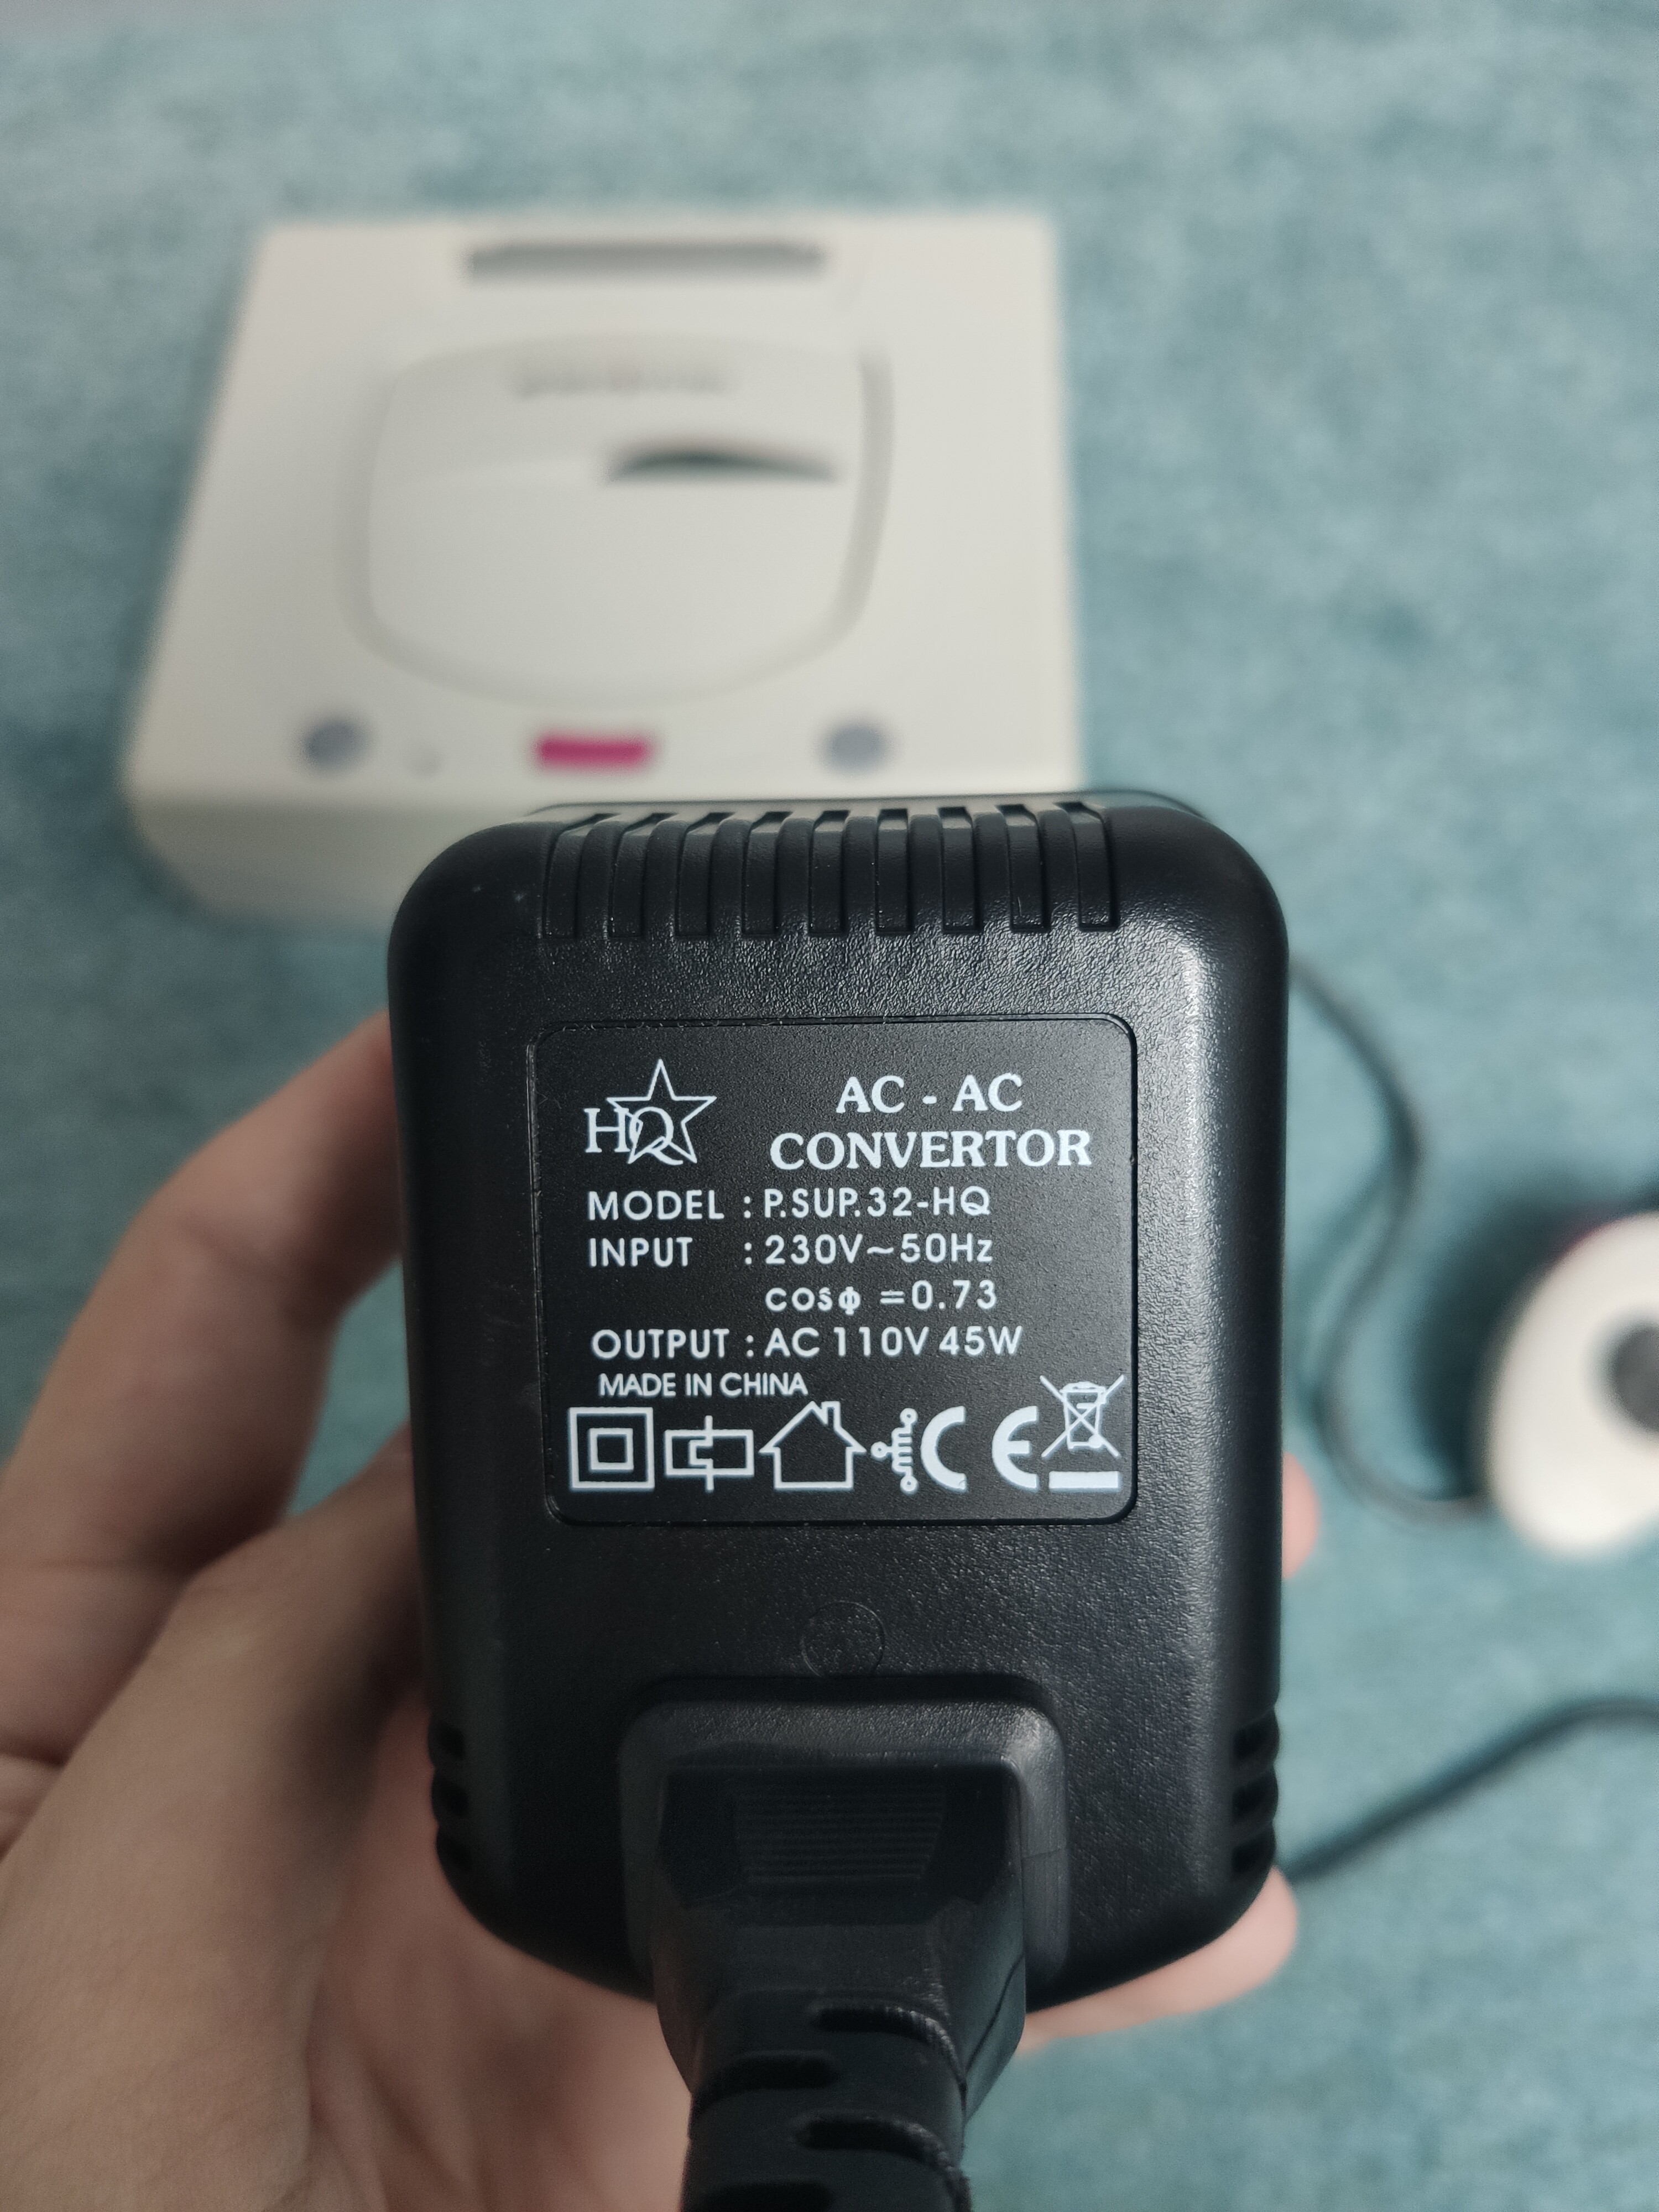 HQ
AC - AC
CONVERTOR
MODEL : P.SUP.32-HQ
INPUT : 230V~50Hz
cosɸ =0.73
OUTPUT : AC 110V 45W
MADE IN CHINA
CE